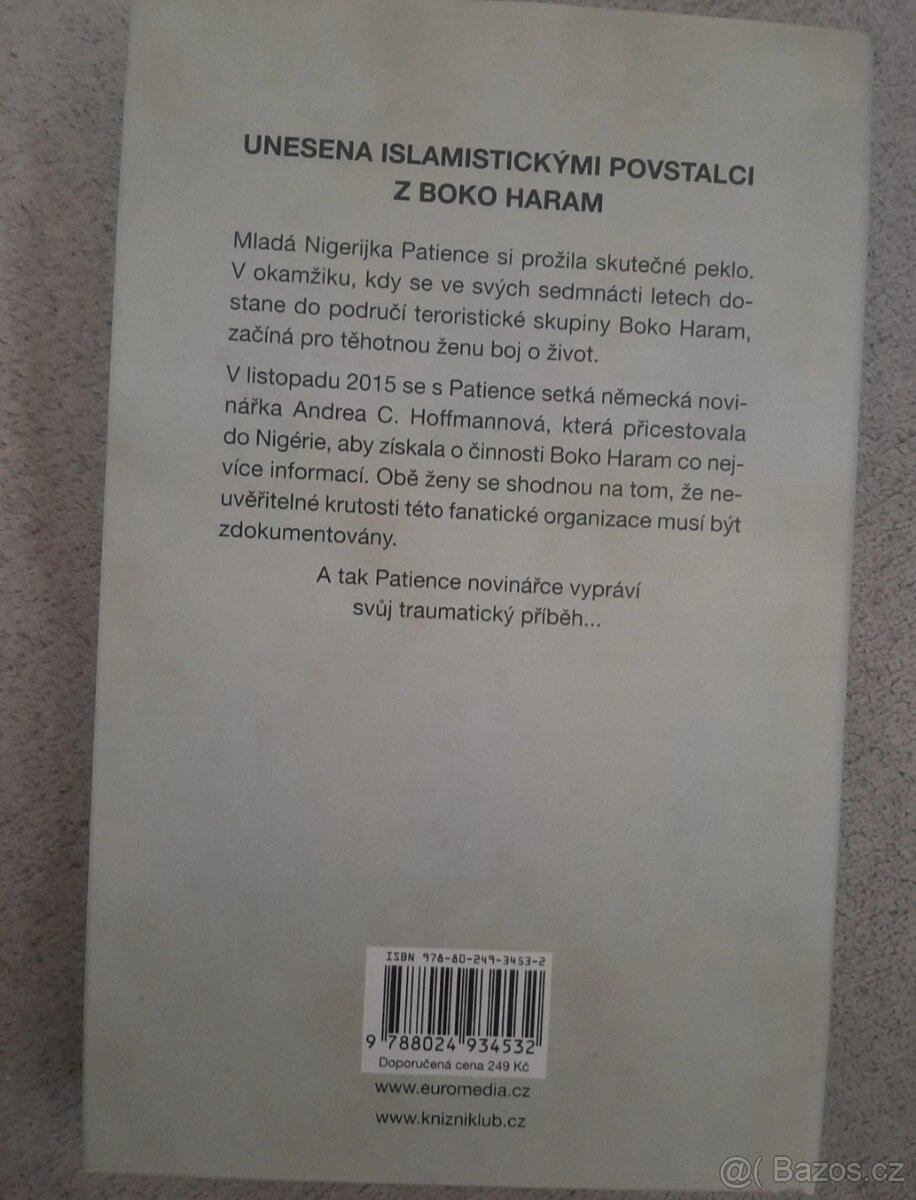 UNESENA ISLAMISTICKÝMI POVSTALCI
Z BOKO HARAM
Mladá Nigerijka Patience si prožila skutečné peklo.
V okamžiku, kdy se ve svých sedmnácti letech do-
stane do područí teroristické skupiny Boko Haram,
začíná pro těhotnou ženu boj o život.
V listopadu 2015 se s Patience setká německá novi-
nářka Andrea C. Hoffmannová, která přicestovala
do Nigérie, aby získala o činnosti Boko Haram co nej-
více informací. Obě ženy se shodnou na tom, že ne-
uvěřitelné krutosti této fanatické organizace musí být
zdokumentovány.
A tak Patience novinářce vypráví
svůj traumatický příběh...
ISBN 978-80-249-3453-2
9 788024 934532
Doporučená cena 249 Kč
www.euromedia.cz
www.knizniklub.cz
@( Bazos.cz